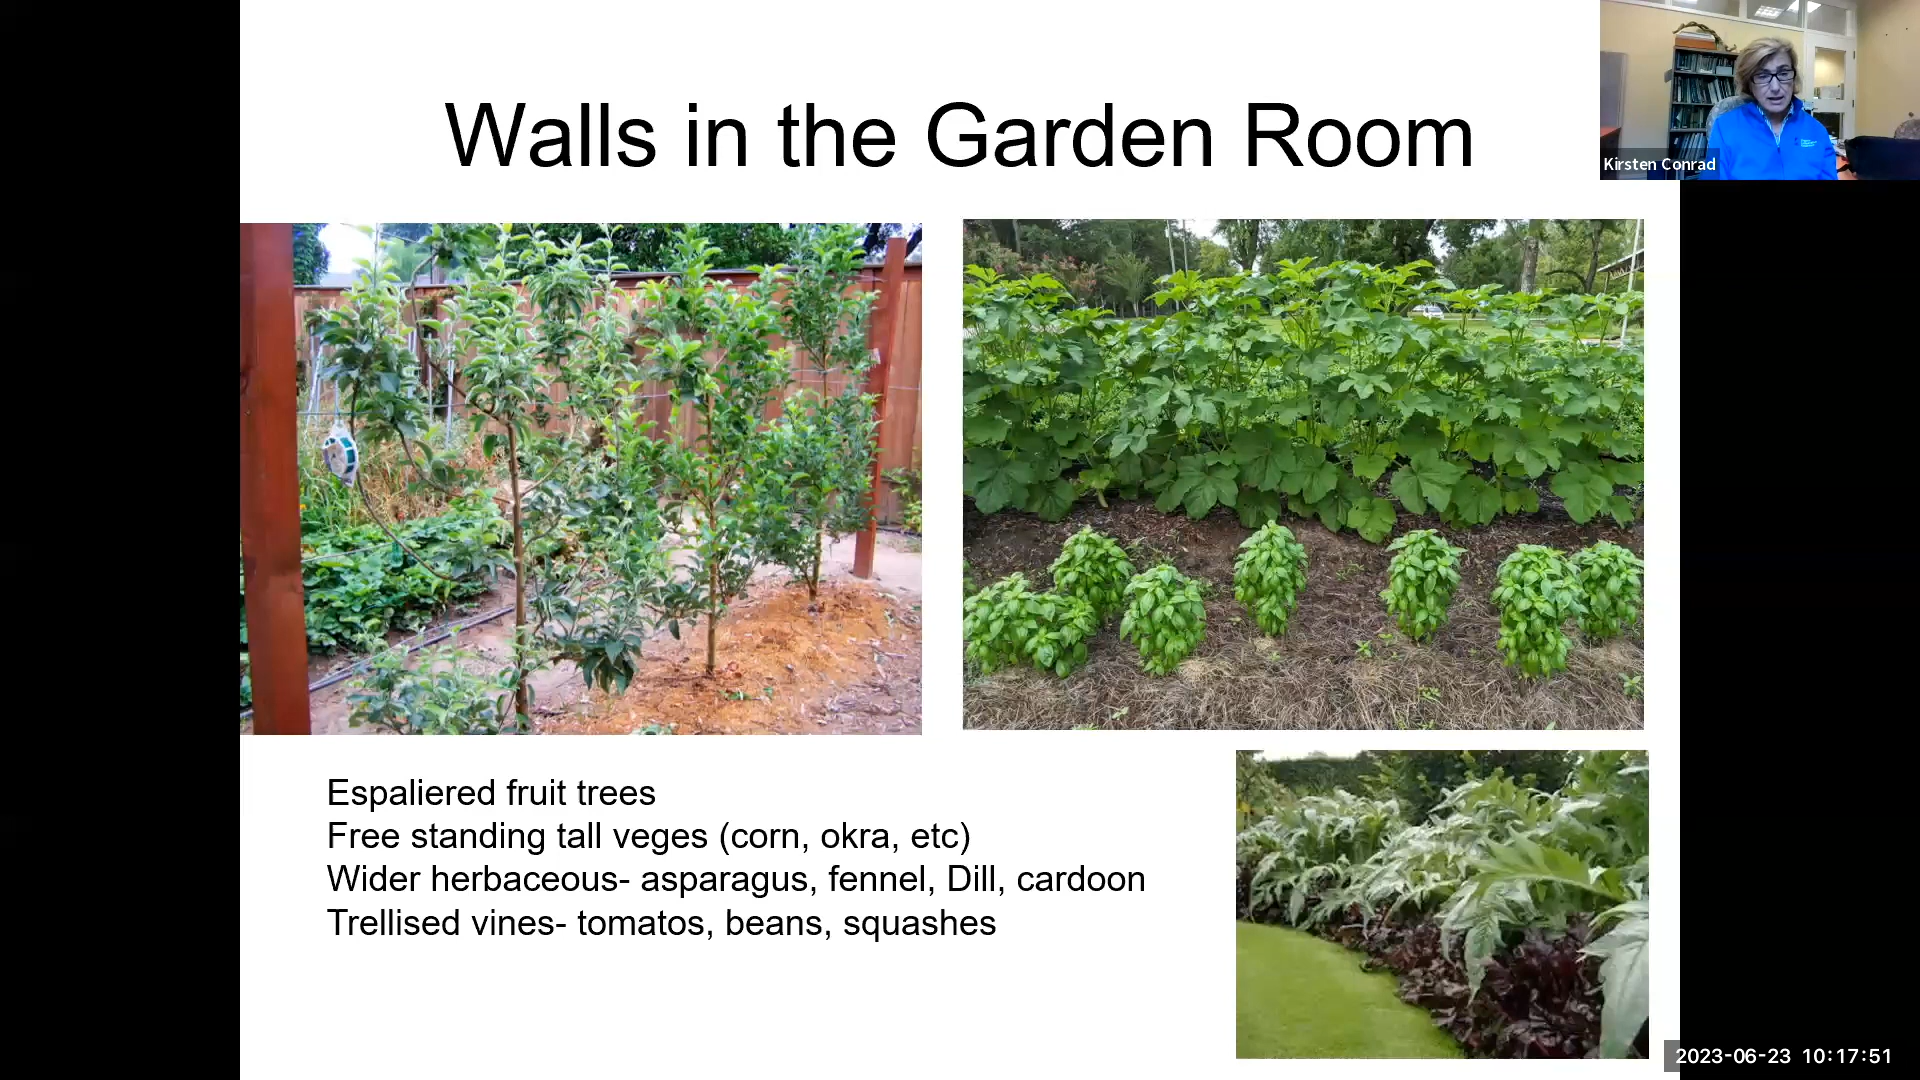 Walls in the Garden Room
Kirsten Conrad
Espaliered fruit trees
Free standing tall veges (corn, okra, etc)
Wider herbaceous- asparagus, fennel, Dill, cardoon
Trellised vines- tomatos, beans, squashes
2023-06-23 10:17:51